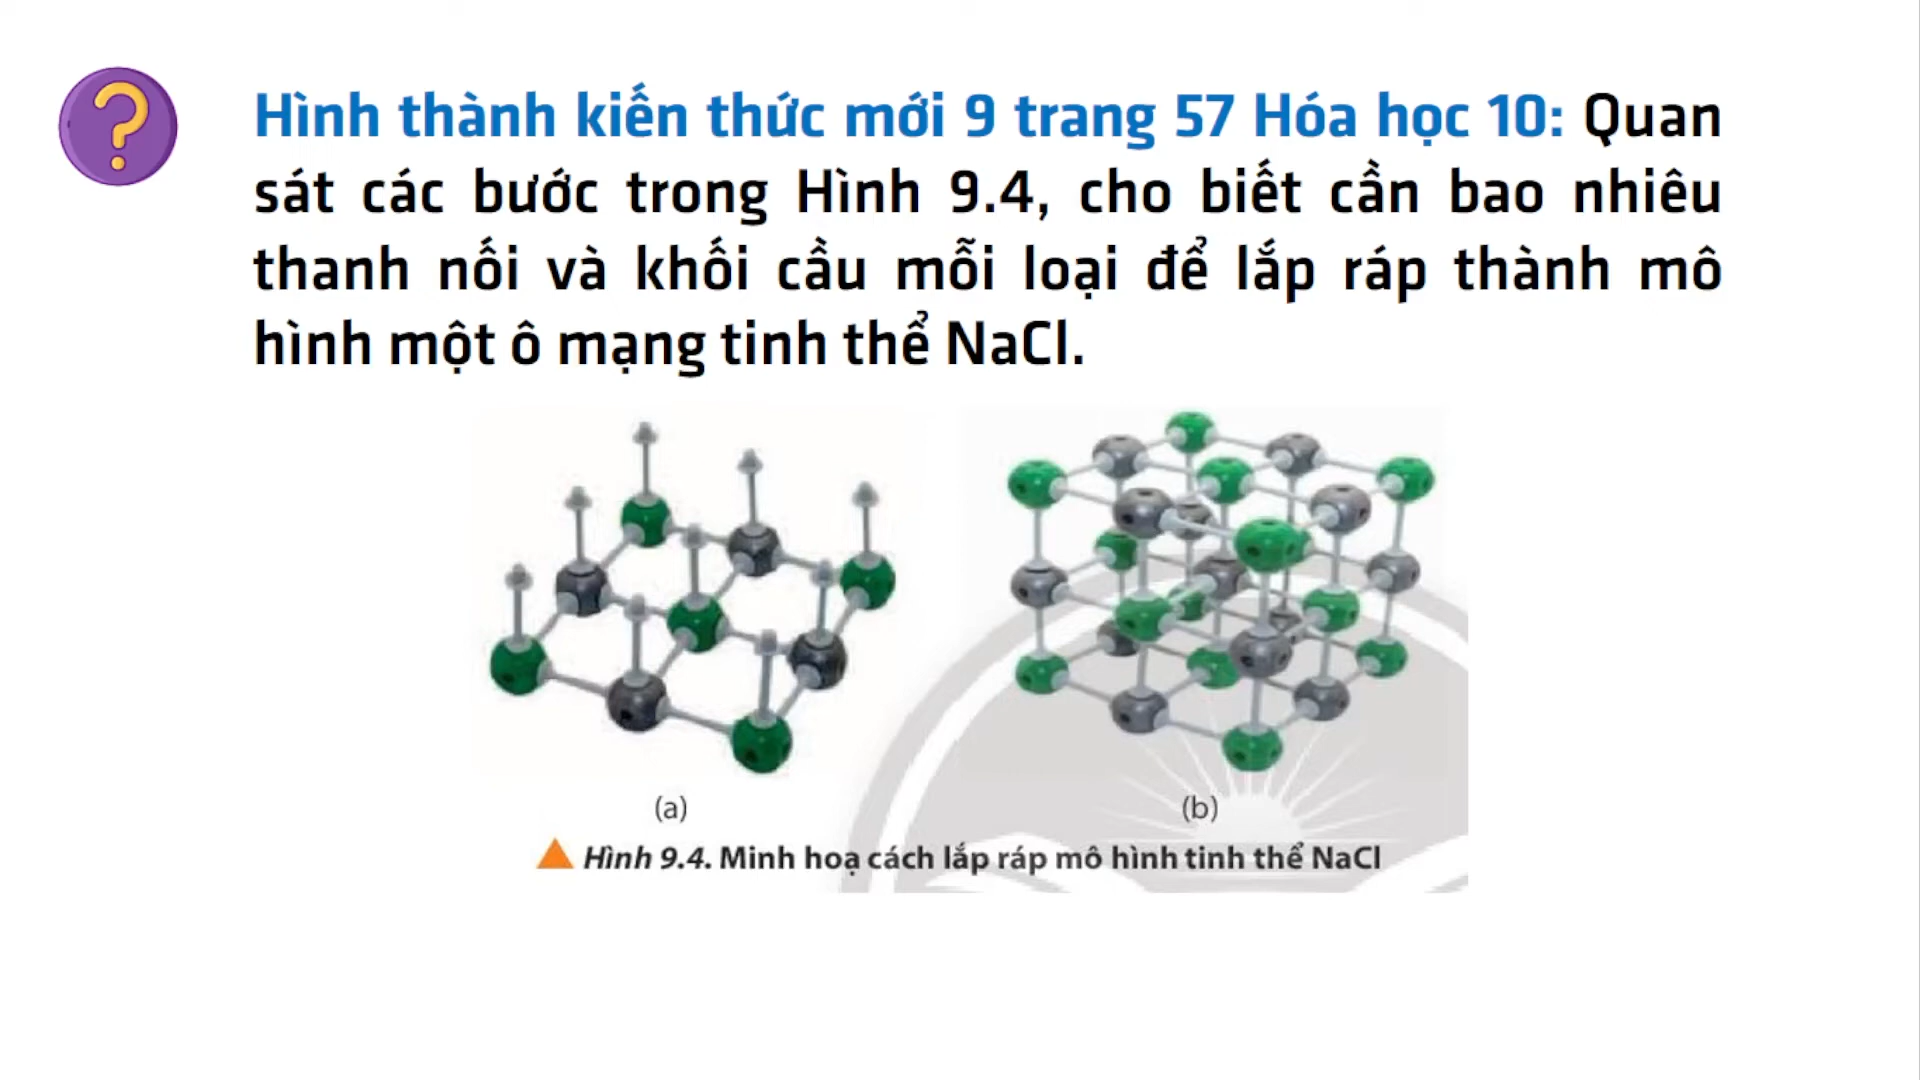 Hình thành kiến thức mới 9 trang 57 Hóa học 10: Quan
sát các bước trong Hình 9.4, cho biết cần bao nhiêu
thanh nối và khối cầu mỗi loại để lắp ráp thành mô
hình một ô mạng tinh thể NaCl.
(a)
(b)
Hình 9.4. Minh hoạ cách lắp ráp mô hình tinh thể NaCl